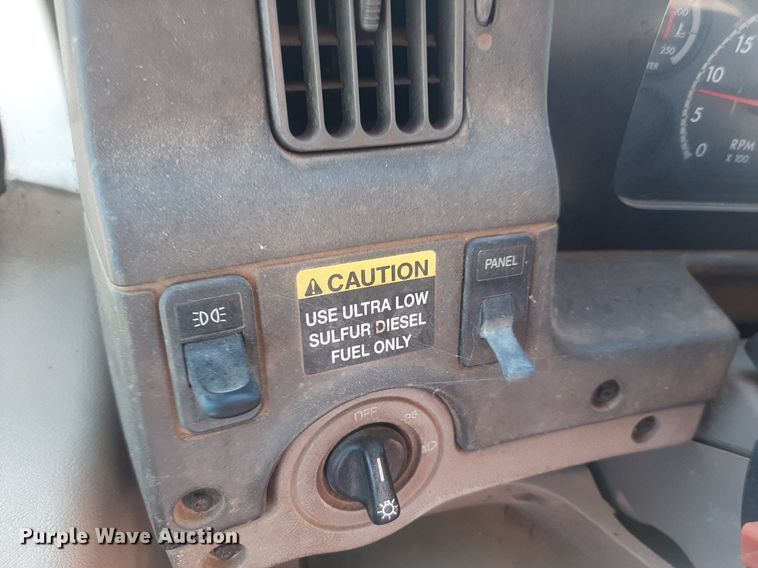 200
250
15
10
5
0
RPM
X 100
⚠ CAUTION
USE ULTRA LOW
SULFUR DIESEL
FUEL ONLY
PANEL
OFF
Purple Wave Auction